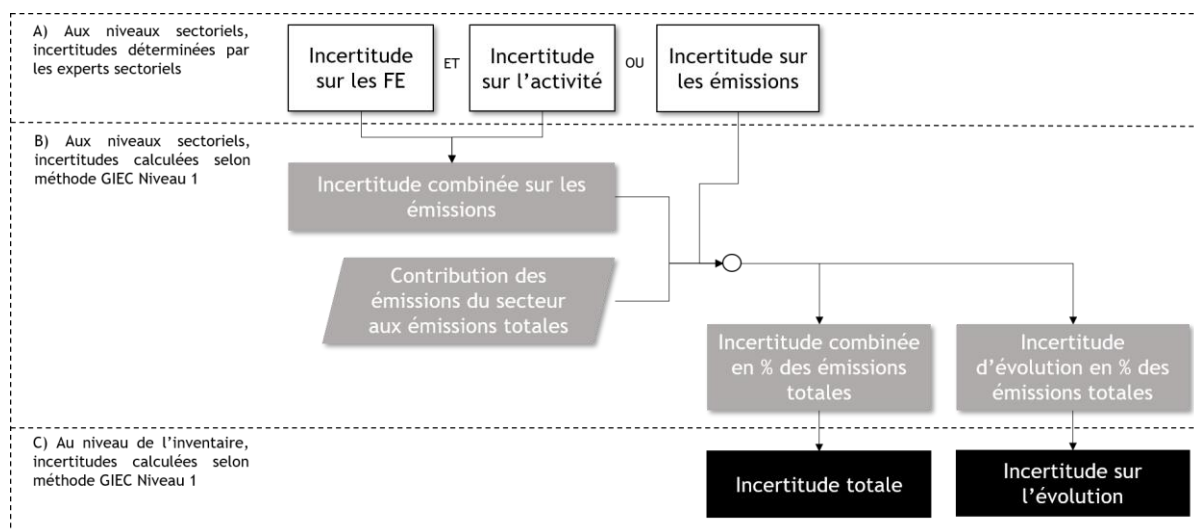 A) Aux niveaux sectoriels,
incertitudes déterminées par
les experts sectoriels
Incertitude
sur les FE
ET
Incertitude
sur l’activité
OU
Incertitude sur
les émissions
B) Aux niveaux sectoriels,
incertitudes calculées selon
méthode GIEC Niveau 1
Incertitude combinée sur les
émissions
Contribution des
émissions du secteur
aux émissions totales
Incertitude combinée
en % des émissions
totales
Incertitude
d’évolution en % des
émissions totales
C) Au niveau de l’inventaire,
incertitudes calculées selon
méthode GIEC Niveau 1
Incertitude totale
Incertitude sur
l’évolution